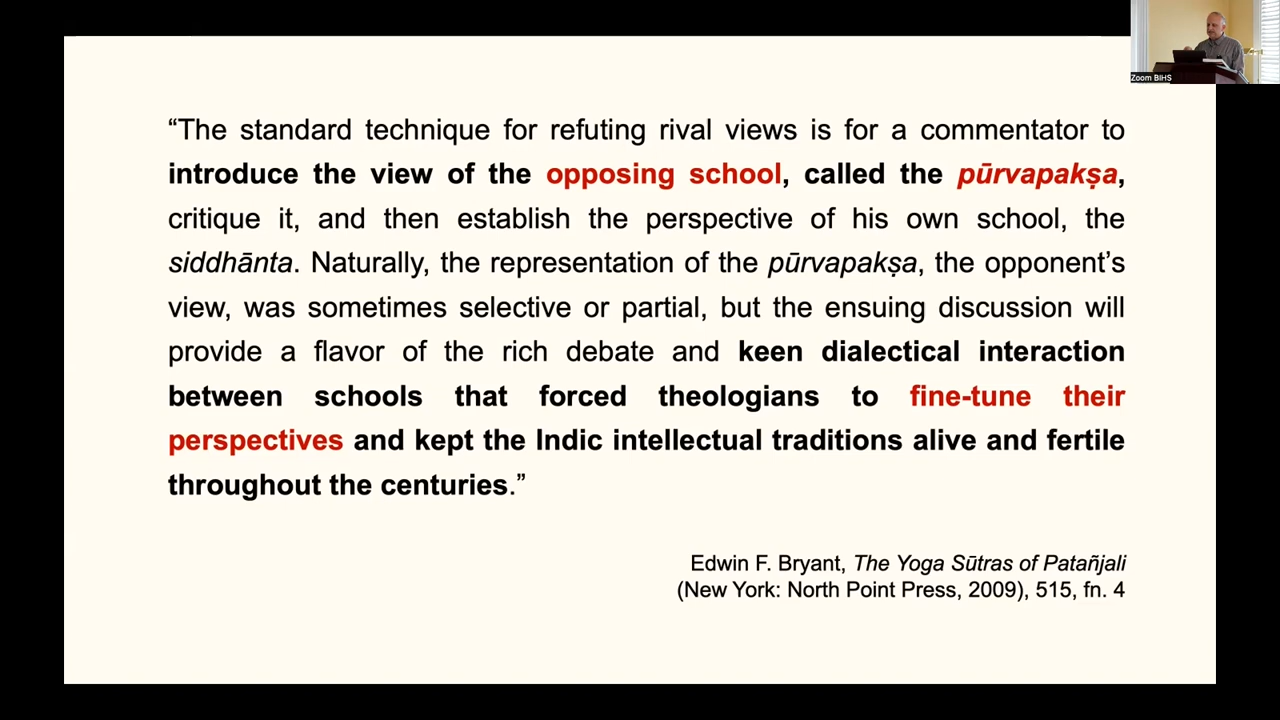 Zoom BIHS
“The standard technique for refuting rival views is for a commentator to
introduce the view of the opposing school, called the pūrvapakṣa,
critique it, and then establish the perspective of his own school, the
siddhānta. Naturally, the representation of the pūrvapakṣa, the opponent’s
view, was sometimes selective or partial, but the ensuing discussion will
provide a flavor of the rich debate and keen dialectical interaction
between schools that forced theologians to fine-tune their
perspectives and kept the Indic intellectual traditions alive and fertile
throughout the centuries.”
Edwin F. Bryant, The Yoga Sūtras of Patañjali
(New York: North Point Press, 2009), 515, fn. 4